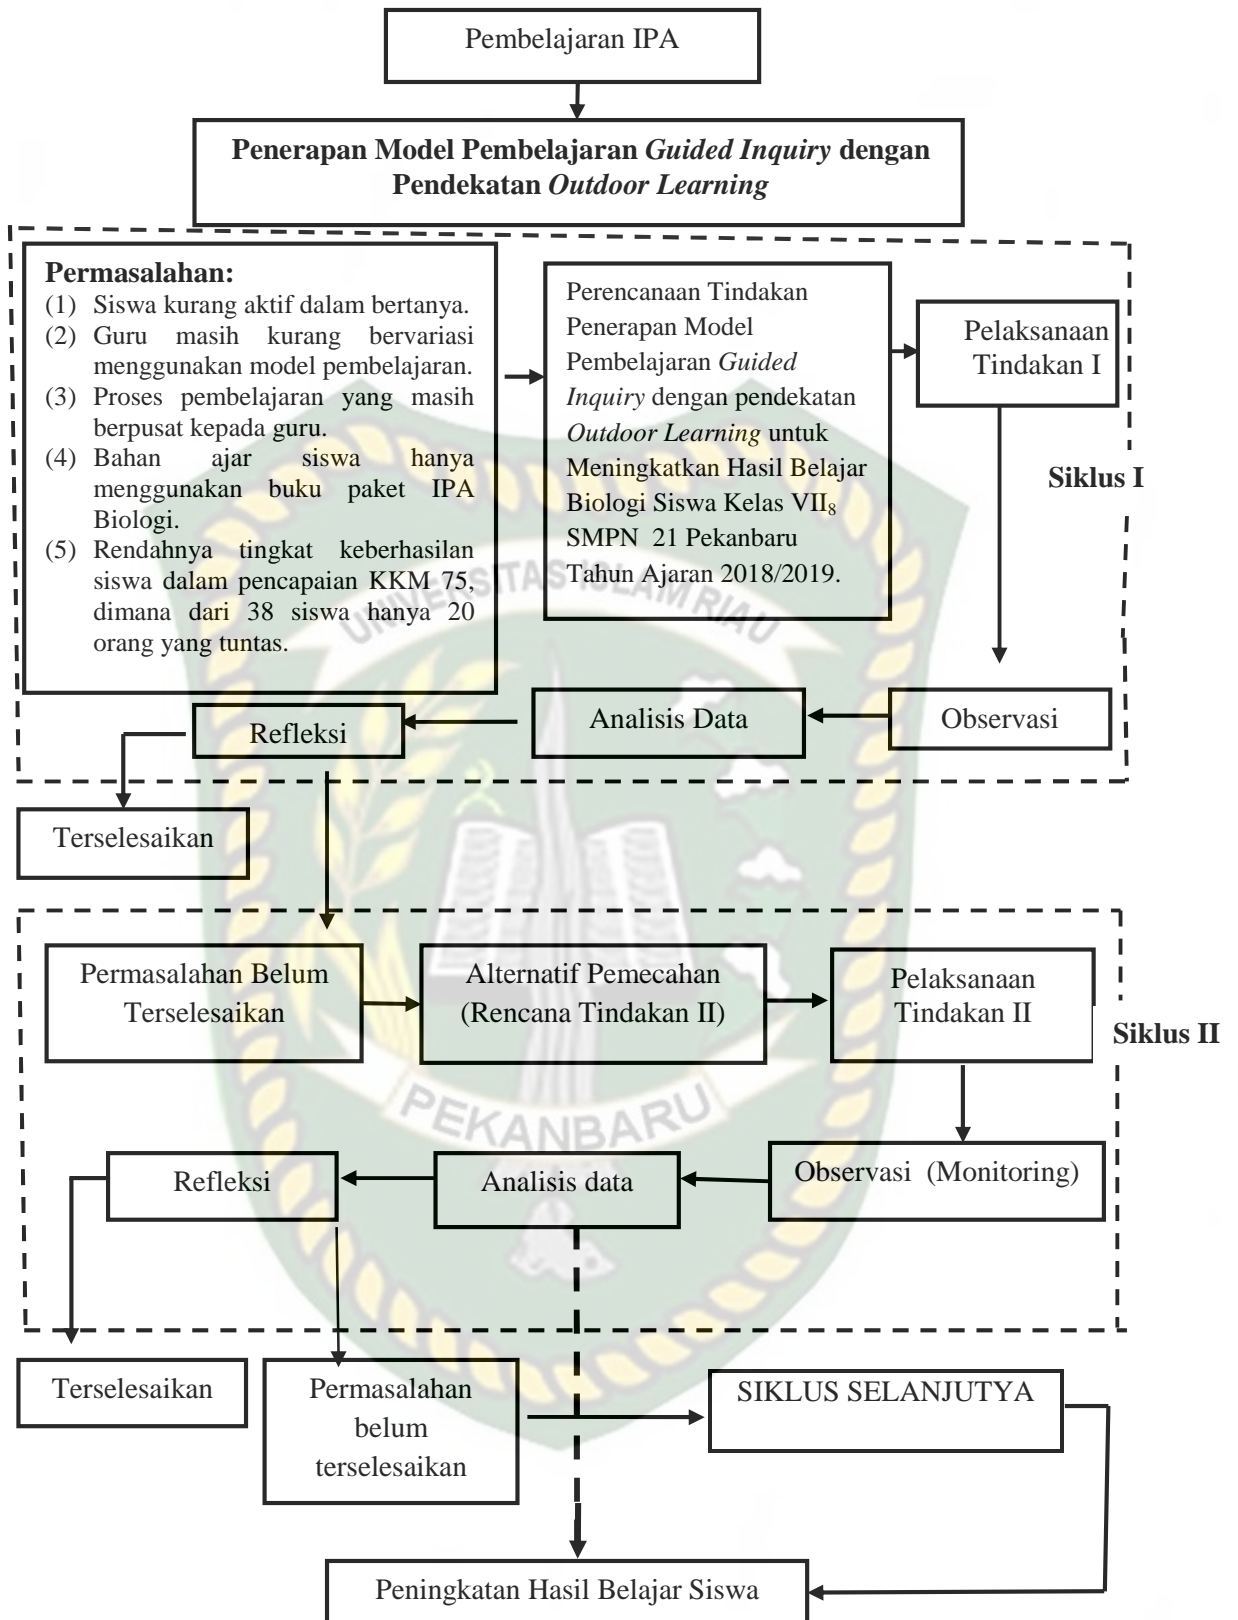 Pembelajaran IPA
Penerapan Model Pembelajaran Guided Inquiry dengan
Pendekatan Outdoor Learning
Permasalahan:
(1) Siswa kurang aktif dalam bertanya.
(2) Guru masih kurang bervariasi
menggunakan model pembelajaran.
(3) Proses pembelajaran yang masih
berpusat kepada guru.
(4) Bahan ajar siswa hanya
menggunakan buku paket IPA
Biologi.
(5) Rendahnya tingkat keberhasilan
siswa dalam pencapaian KKM 75,
dimana dari 38 siswa hanya 20
orang yang tuntas.
Perencanaan Tindakan
Penerapan Model
Pembelajaran Guided
Inquiry dengan pendekatan
Outdoor Learning untuk
Meningkatkan Hasil Belajar
Biologi Siswa Kelas VII₈
SMPN 21 Pekanbaru
Tahun Ajaran 2018/2019.
Pelaksanaan
Tindakan I
Siklus I
UNIVERSITAS ISLAM RIAU
Observasi
Analisis Data
Refleksi
Terselesaikan
Permasalahan Belum
Terselesaikan
Alternatif Pemecahan
(Rencana Tindakan II)
Pelaksanaan
Tindakan II
Siklus II
PEKANBARU
Observasi (Monitoring)
Analisis data
Refleksi
Terselesaikan
Permasalahan
belum
terselesaikan
SIKLUS SELANJUTYA
Peningkatan Hasil Belajar Siswa